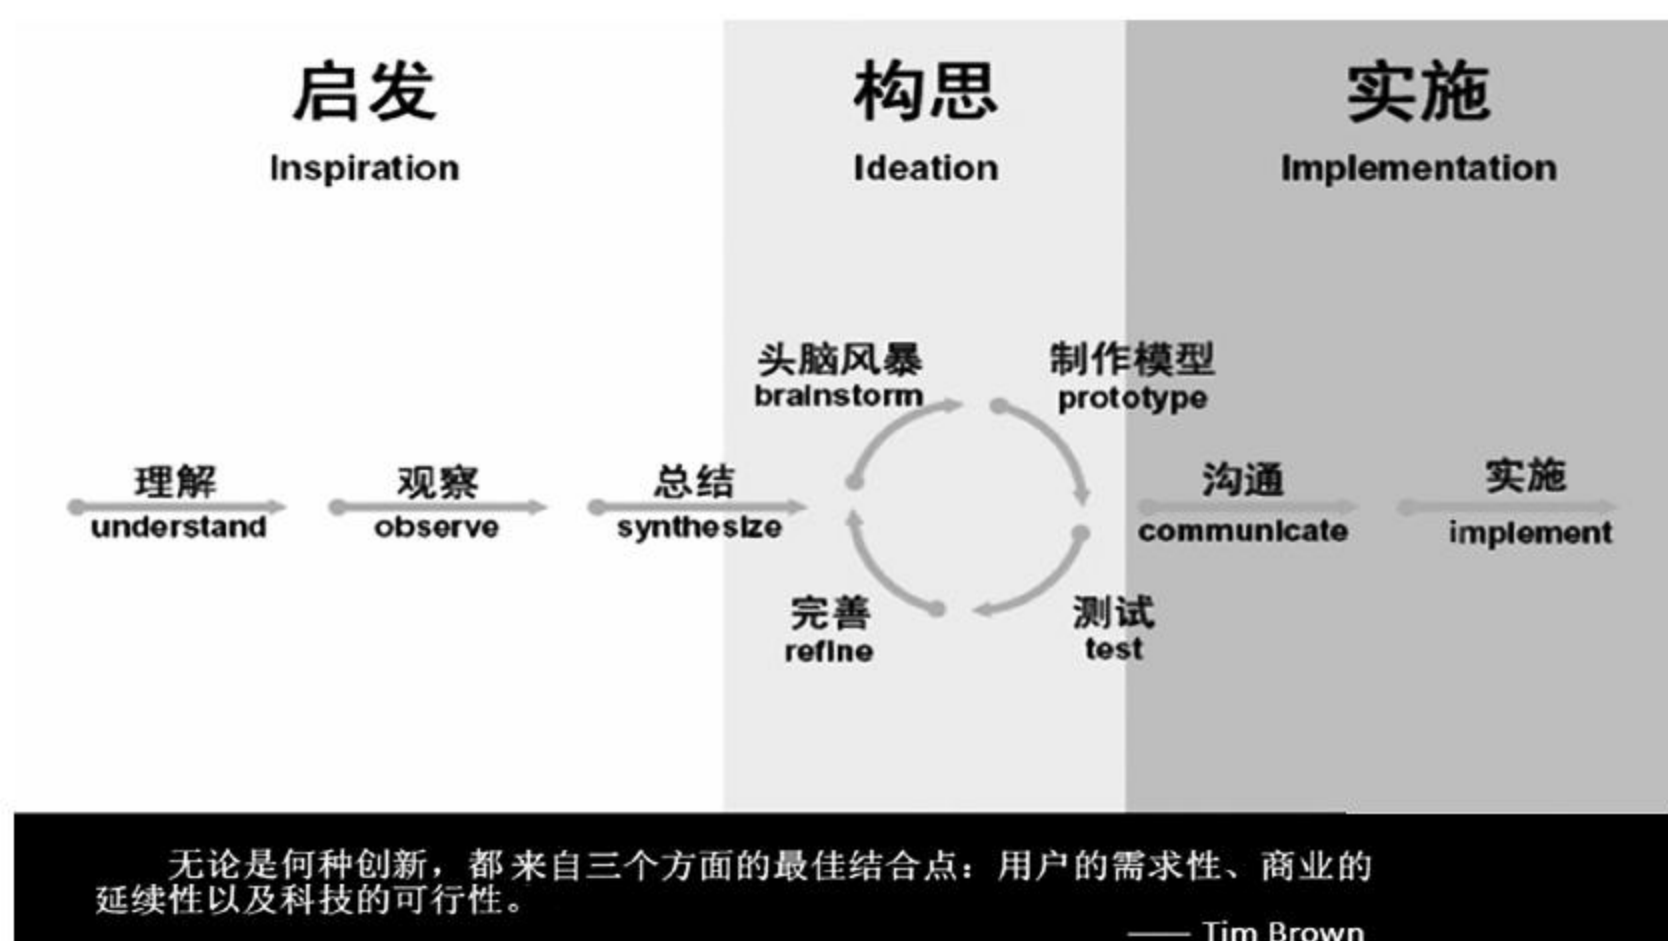 启发
Inspiration
构思
Ideation
实施
Implementation
理解
understand
观察
observe
总结
synthesize
头脑风暴
brainstorm
制作模型
prototype
测试
test
完善
refine
沟通
communicate
实施
implement
无论是何种创新，都来自三个方面的最佳结合点：用户的需求性、商业的
延续性以及科技的可行性。
—— Tim Brown